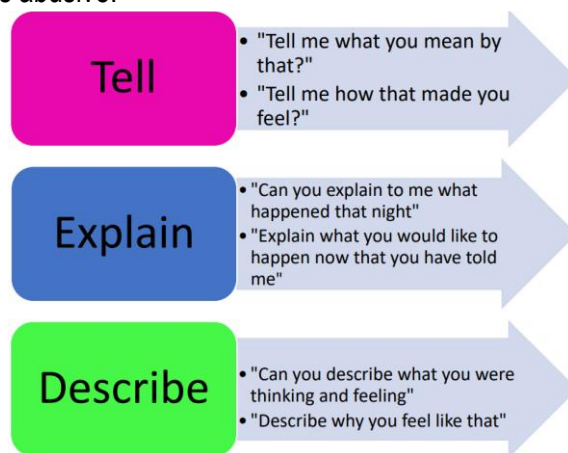 Tell
• "Tell me what you mean by
that?"
• "Tell me how that made you
feel?"
Explain
• "Can you explain to me what
happened that night"
• "Explain what you would like to
happen now that you have told
me"
Describe
• "Can you describe what you were
thinking and feeling"
• "Describe why you feel like that"